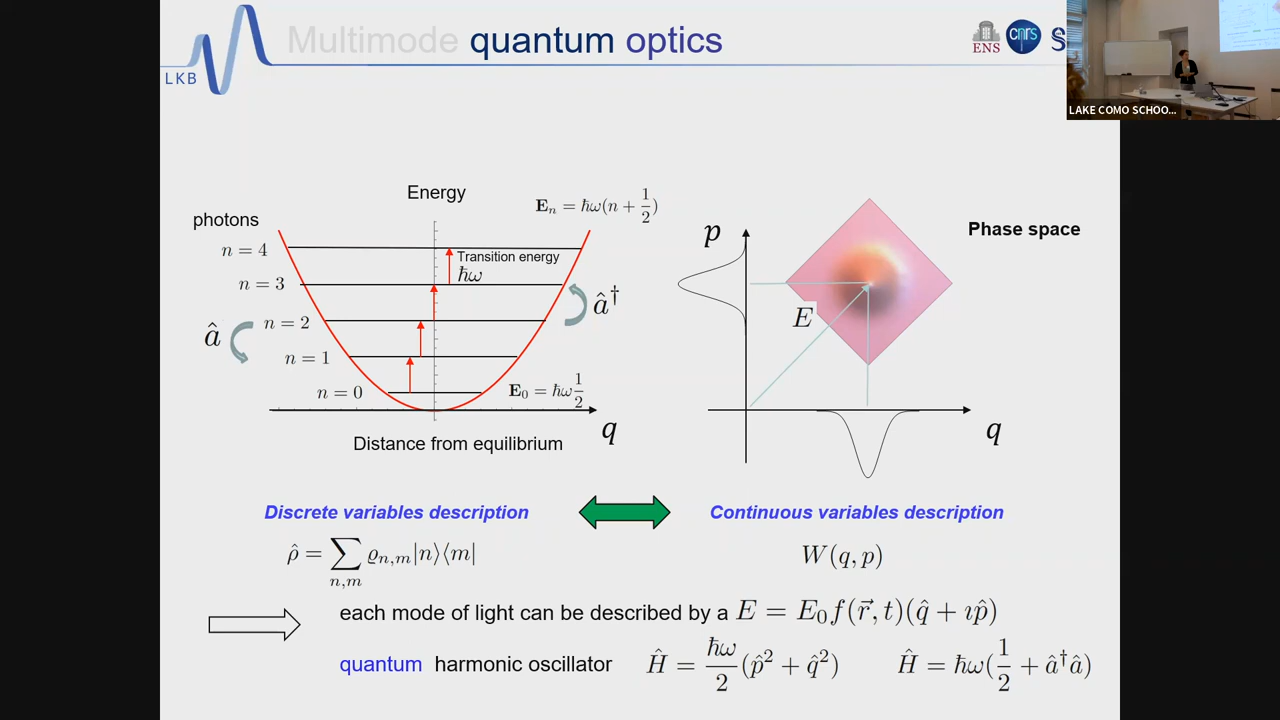 Multimode quantum optics
LKB
ENS
cnrs
LAKE COMO SCHOO...
Energy
photons
E_n = ħω(n + 1/2)
n = 4
Transition energy
ħω
n = 3
â†
n = 2
â
n = 1
n = 0
E_0 = ħω 1/2
q
Distance from equilibrium
p
Phase space
E
q
Discrete variables description
Continuous variables description
ρ̂ = ∑_{n,m} ϱ_{n,m}|n⟩⟨m|
W(q, p)
each mode of light can be described by a E = E_0 f(r⃗, t)(q̂ + ıp̂)
quantum harmonic oscillator Ĥ = ħω/2 (p̂² + q̂²) Ĥ = ħω(1/2 + â†â)